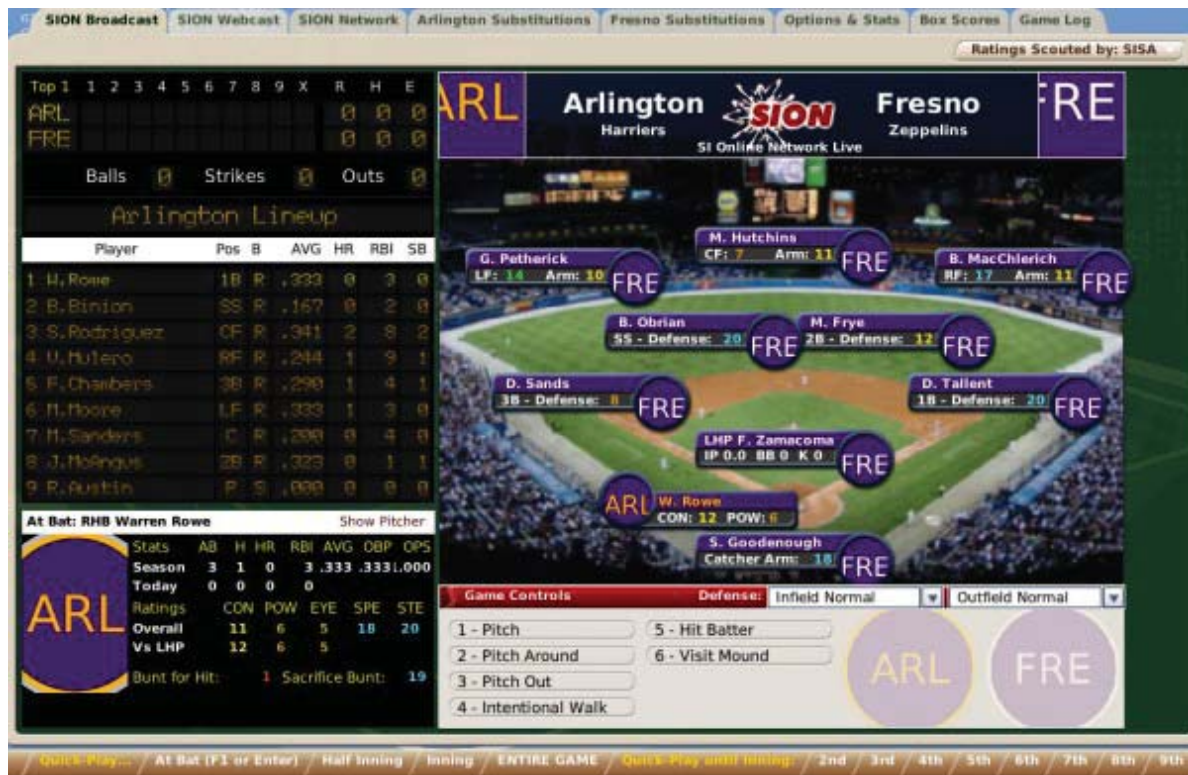 SION Broadcast SION Webcast SION Network Arlington Substitutions Fresno Substitutions Options & Stats Box Scores Game Log
Ratings Scouted by: SISA
Top 1 1 2 3 4 5 6 7 8 9 X R H E
ARL 0 0 0
FRE 0 0 0
Balls 0 Strikes 0 Outs 0
Arlington Lineup
Player Pos B AVG HR RBI SB
1 W.Rowe 1B R .333 0 3 0
2 B.Binion SS R .167 0 2 0
3 S.Rodriguez CF R .341 2 8 2
4 V.Mulero RF R .244 1 9 1
5 F.Chambers 3B R .290 1 4 1
6 M.Moore LF R .333 1 3 0
7 M.Sanders C R .200 0 4 0
8 J.McAngus 2B R .323 0 1 1
9 R.Austin P S .000 0 0 0
At Bat: RHB Warren Rowe Show Pitcher
ARL
Stats AB H HR RBI AVG OBP OPS
Season 3 1 0 3 .333 .333 1.000
Today 0 0 0 0
Ratings CON POW EYE SPE STE
Overall 11 6 5 18 20
Vs LHP 12 6 5
Bunt for Hit: 1 Sacrifice Bunt: 19
ARL Arlington SION Fresno FRE
Harriers Zeppelins
SI Online Network Live
M. Hutchins
CF: 7 Arm: 11 FRE
G. Petherick
LF: 14 Arm: 10 FRE
B. MacChlerich
RF: 17 Arm: 11 FRE
B. Obrian
SS - Defense: 20 FRE
M. Frye
2B - Defense: 12 FRE
D. Sands
3B - Defense: 8 FRE
D. Tallent
1B - Defense: 20 FRE
LHP F. Zamacoma
IP 0.0 BB 0 K 0 FRE
ARL W. Rowe
CON: 12 POW: 6
S. Goodenough
Catcher Arm: 18 FRE
Game Controls Defense: Infield Normal Outfield Normal
1 - Pitch 5 - Hit Batter
2 - Pitch Around 6 - Visit Mound
3 - Pitch Out
4 - Intentional Walk
ARL FRE
Quick-Play... At Bat (F1 or Enter) Half Inning Inning ENTIRE GAME Quick-Play until Inning: 2nd 3rd 4th 5th 6th 7th 8th 9th